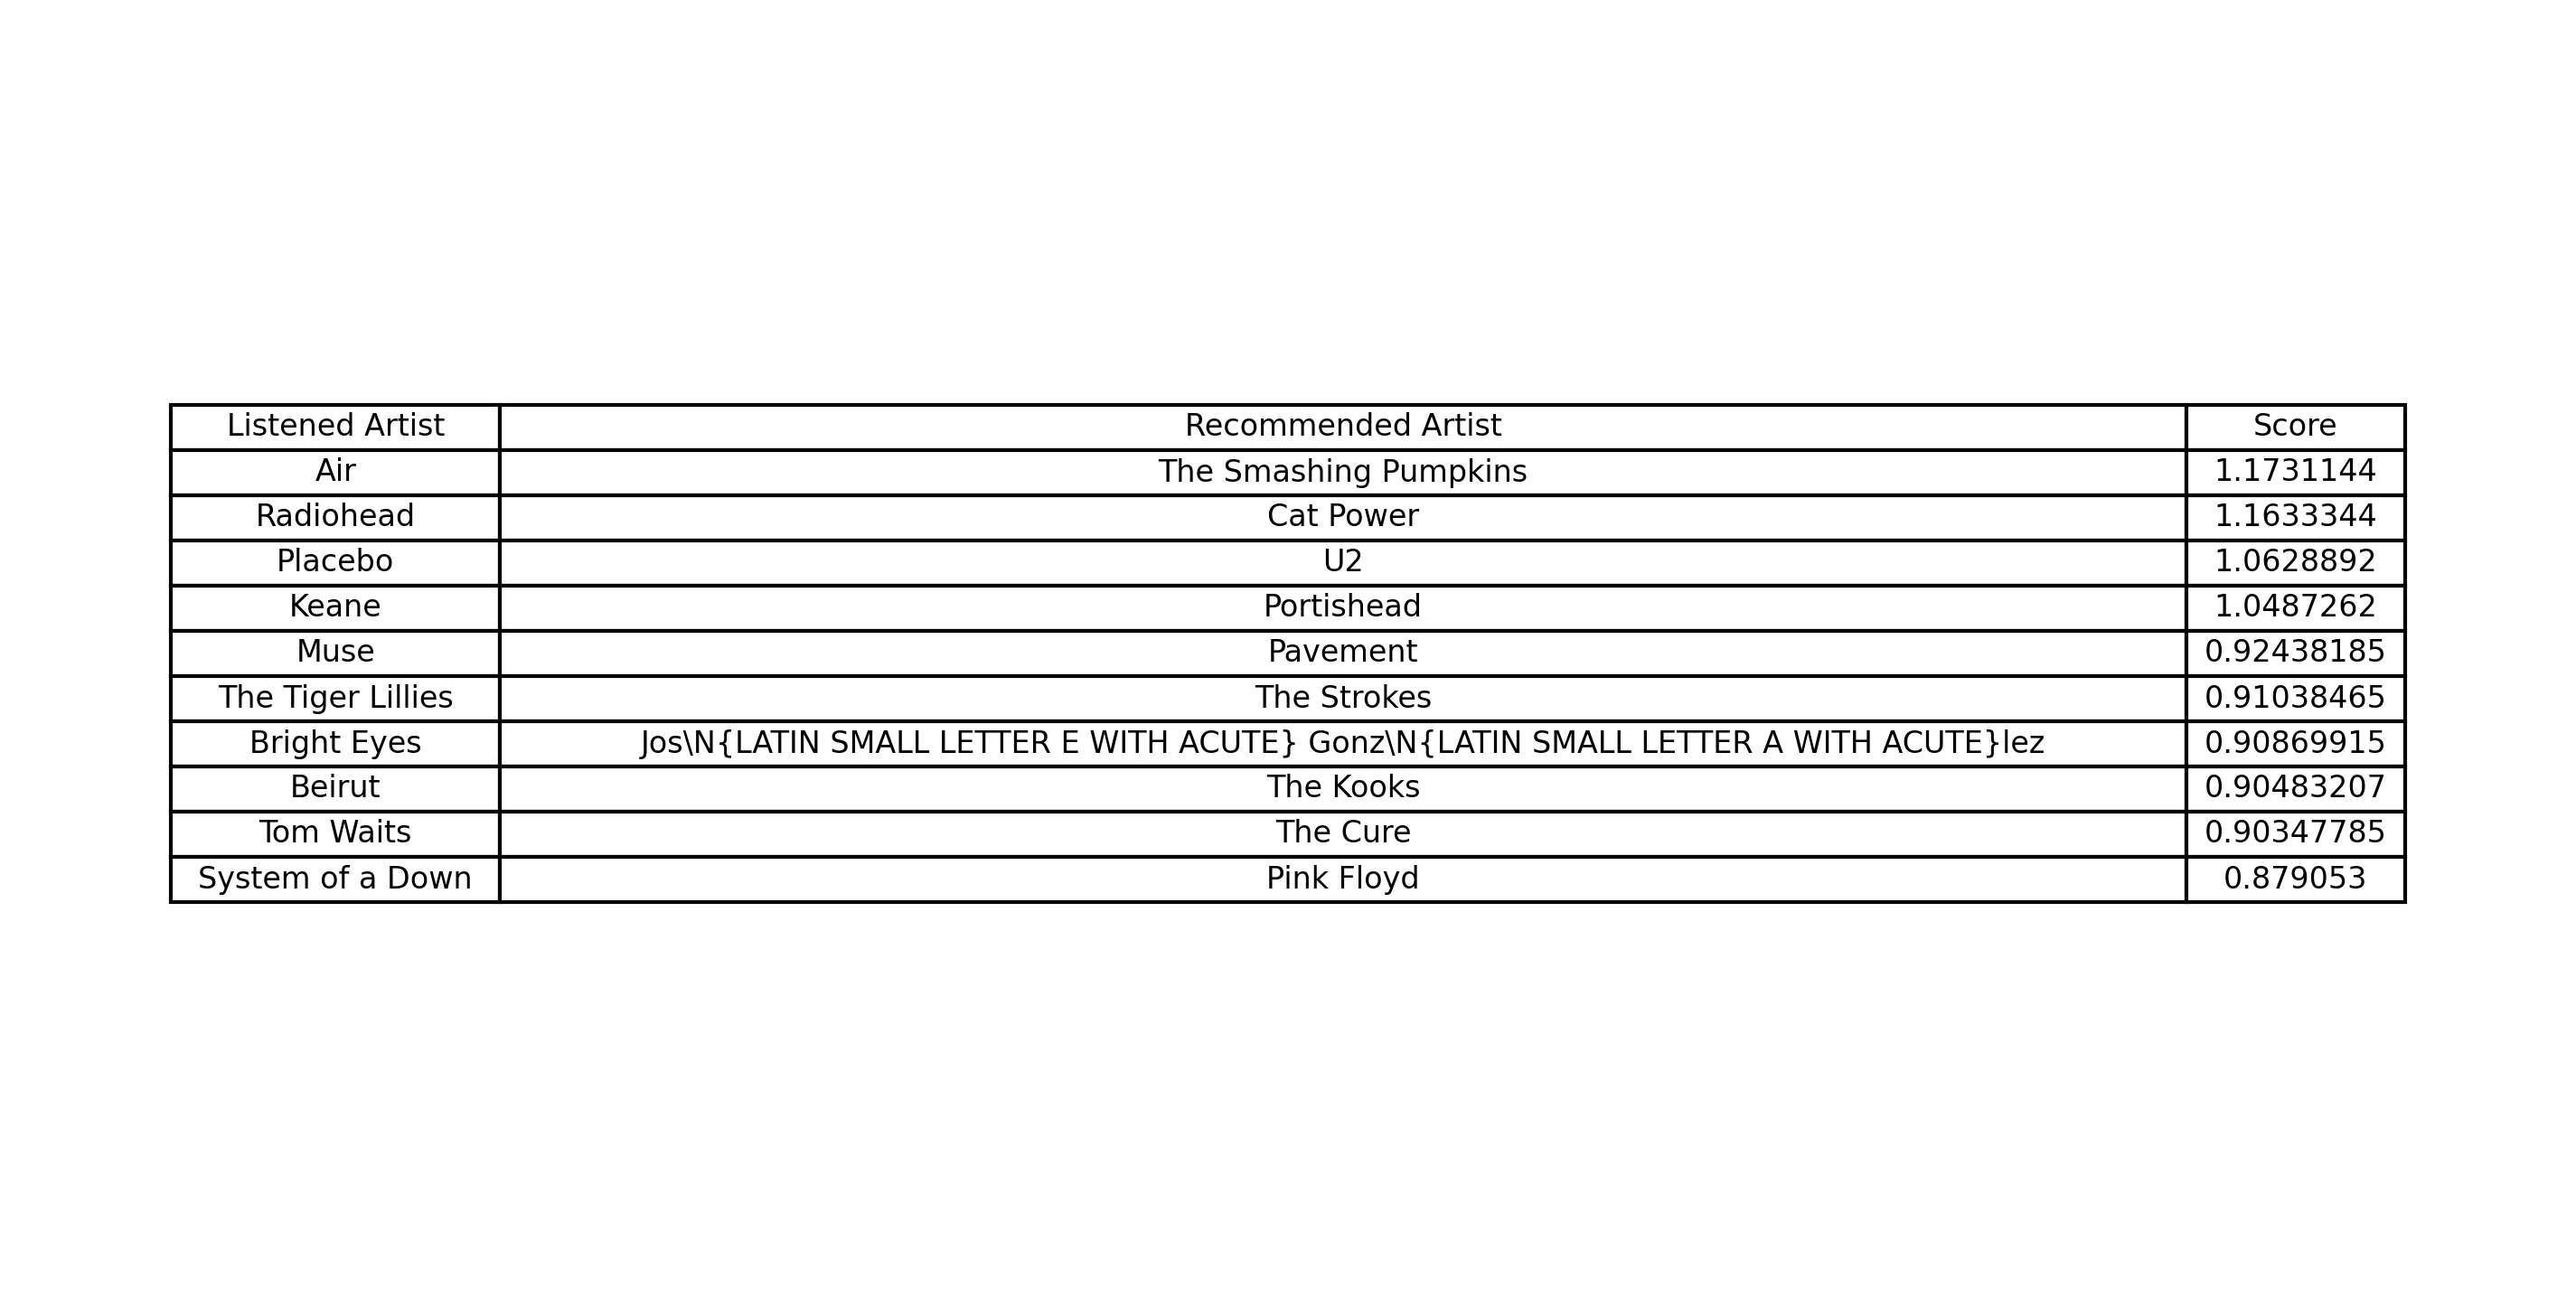 Listened Artist Recommended Artist Score
Air The Smashing Pumpkins 1.1731144
Radiohead Cat Power 1.1633344
Placebo U2 1.0628892
Keane Portishead 1.0487262
Muse Pavement 0.92438185
The Tiger Lillies The Strokes 0.91038465
Bright Eyes Jos\N{LATIN SMALL LETTER E WITH ACUTE} Gonz\N{LATIN SMALL LETTER A WITH ACUTE}lez 0.90869915
Beirut The Kooks 0.90483207
Tom Waits The Cure 0.90347785
System of a Down Pink Floyd 0.879053